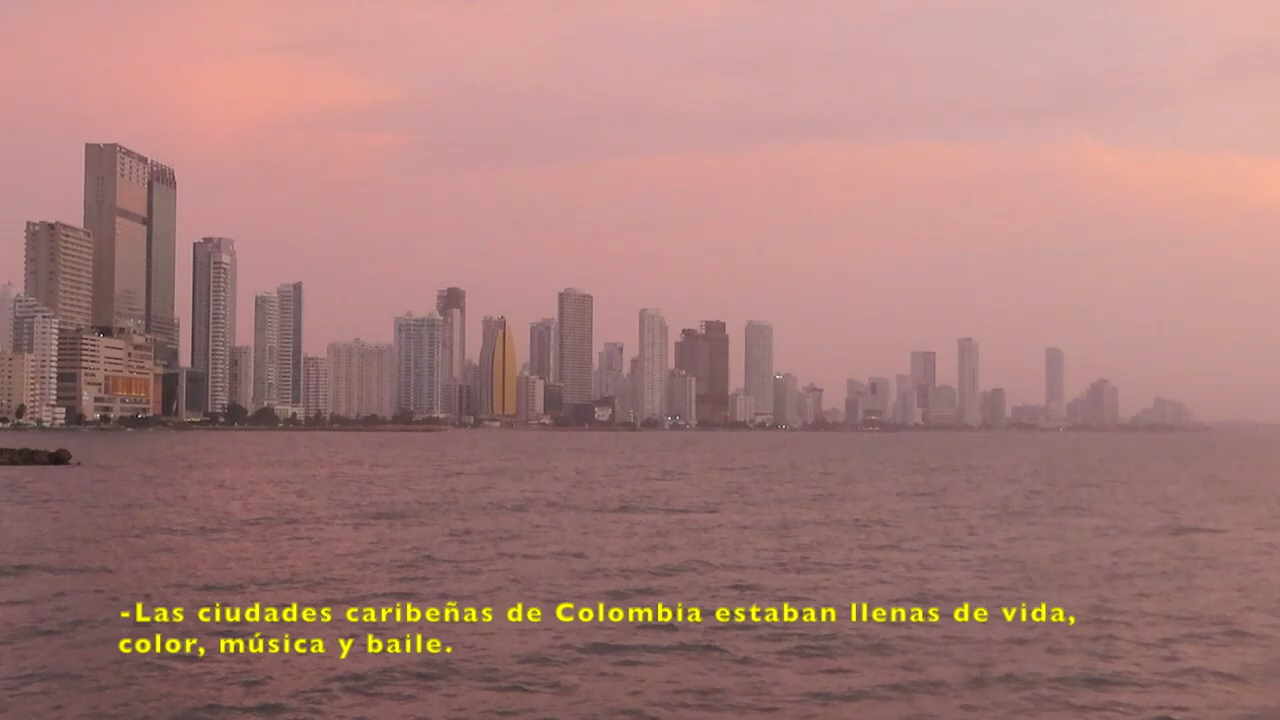 -Las ciudades caribeñas de Colombia estaban llenas de vida,
color, música y baile.